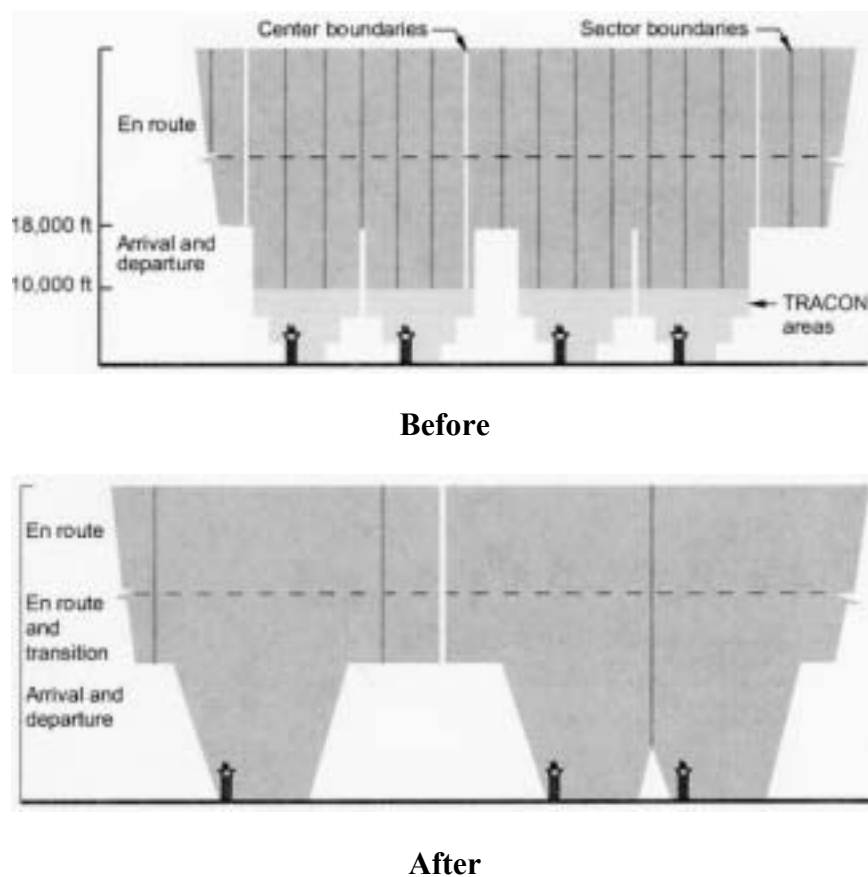 Center boundaries
Sector boundaries
En route
18,000 ft
Arrival and
departure
10,000 ft
TRACON
areas
Before
En route
En route
and
transition
Arrival and
departure
After